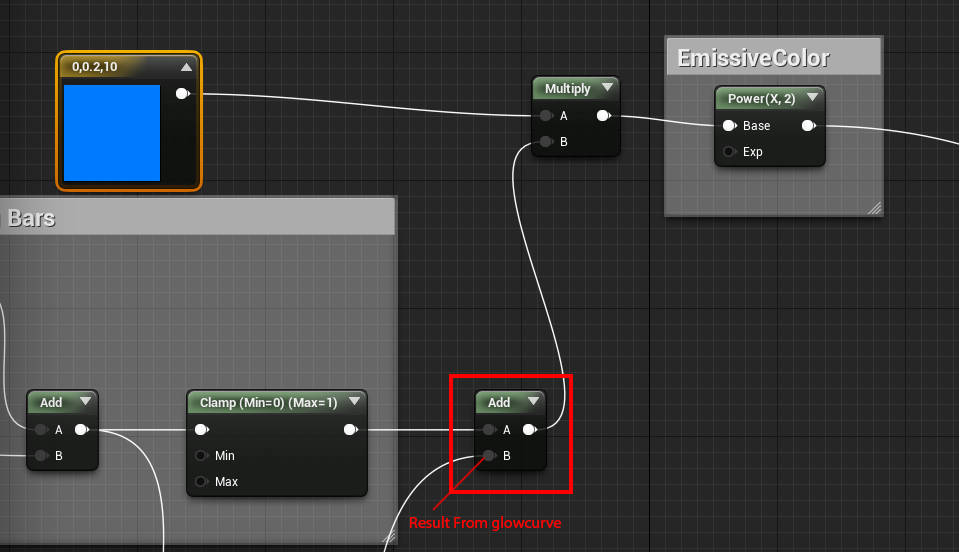 EmissiveColor
0,0.2,10
Multiply
A
B
Power(X, 2)
Base
Exp
Bars
Add
A
B
Clamp (Min=0) (Max=1)
Min
Max
Add
A
B
Result From glowcurve